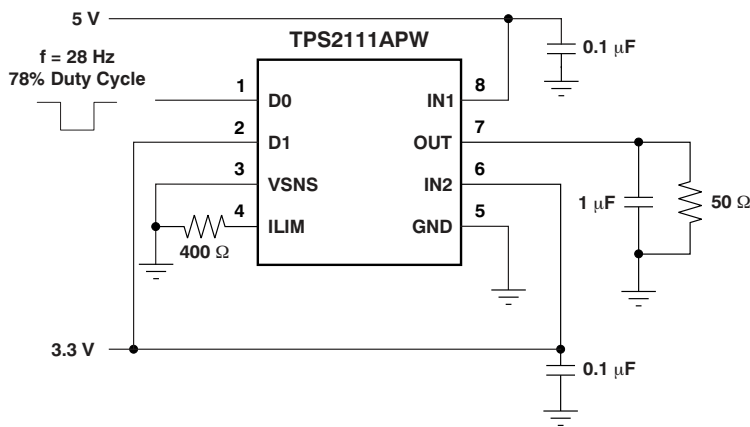 5 V
TPS2111APW
0.1 μF
f = 28 Hz
78% Duty Cycle
1
D0
IN1
8
2
D1
OUT
7
3
VSNS
IN2
6
1 μF
50 Ω
4
ILIM
GND
5
400 Ω
3.3 V
0.1 μF